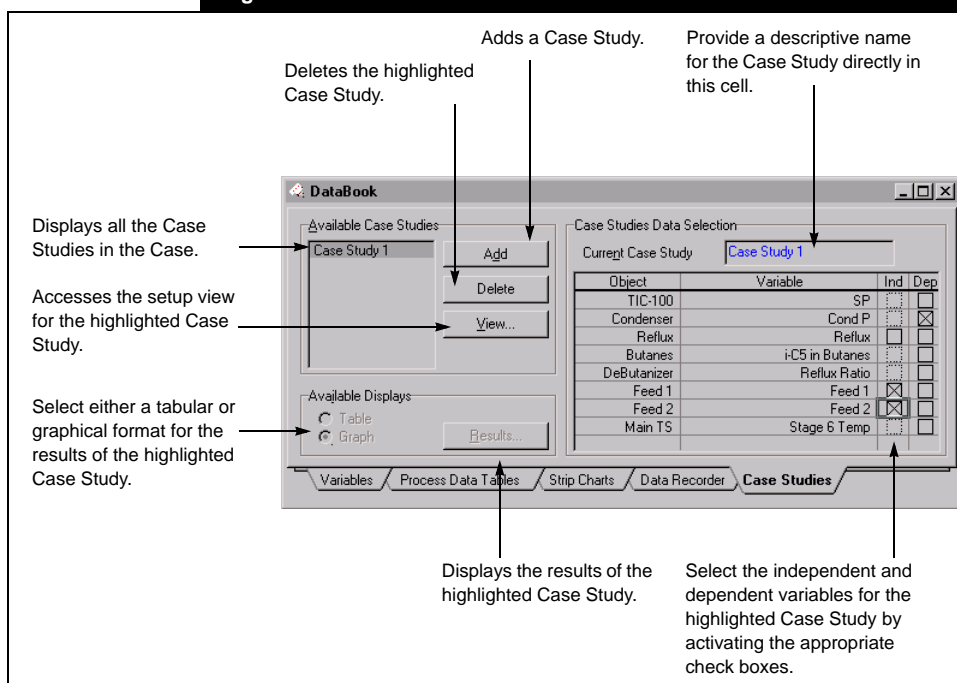 Adds a Case Study.
Provide a descriptive name
for the Case Study directly in
this cell.
Deletes the highlighted
Case Study.
DataBook
Displays all the Case
Studies in the Case.
Accesses the setup view
for the highlighted Case
Study.
Select either a tabular or
graphical format for the
results of the highlighted
Case Study.
Available Case Studies
Case Study 1
Add
Delete
View...
Available Displays
Table
Graph
Results...
Case Studies Data Selection
Current Case Study Case Study 1
Object Variable Ind Dep
TIC-100 SP
Condenser Cond P
Reflux Reflux
Butanes i-C5 in Butanes
DeButanizer Reflux Ratio
Feed 1 Feed 1
Feed 2 Feed 2
Main TS Stage 6 Temp
Variables Process Data Tables Strip Charts Data Recorder Case Studies
Displays the results of the
highlighted Case Study.
Select the independent and
dependent variables for the
highlighted Case Study by
activating the appropriate
check boxes.